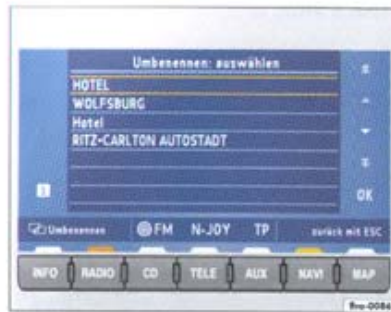 Umbenennen: auswählen
HOTEL
WOLFSBURG
Hotel
RITZ-CARLTON AUTOSTADT
i
OK
Umbenennen FM N-JOY TP zurück mit ESC
INFO RADIO CD TELE AUX NAVI MAP